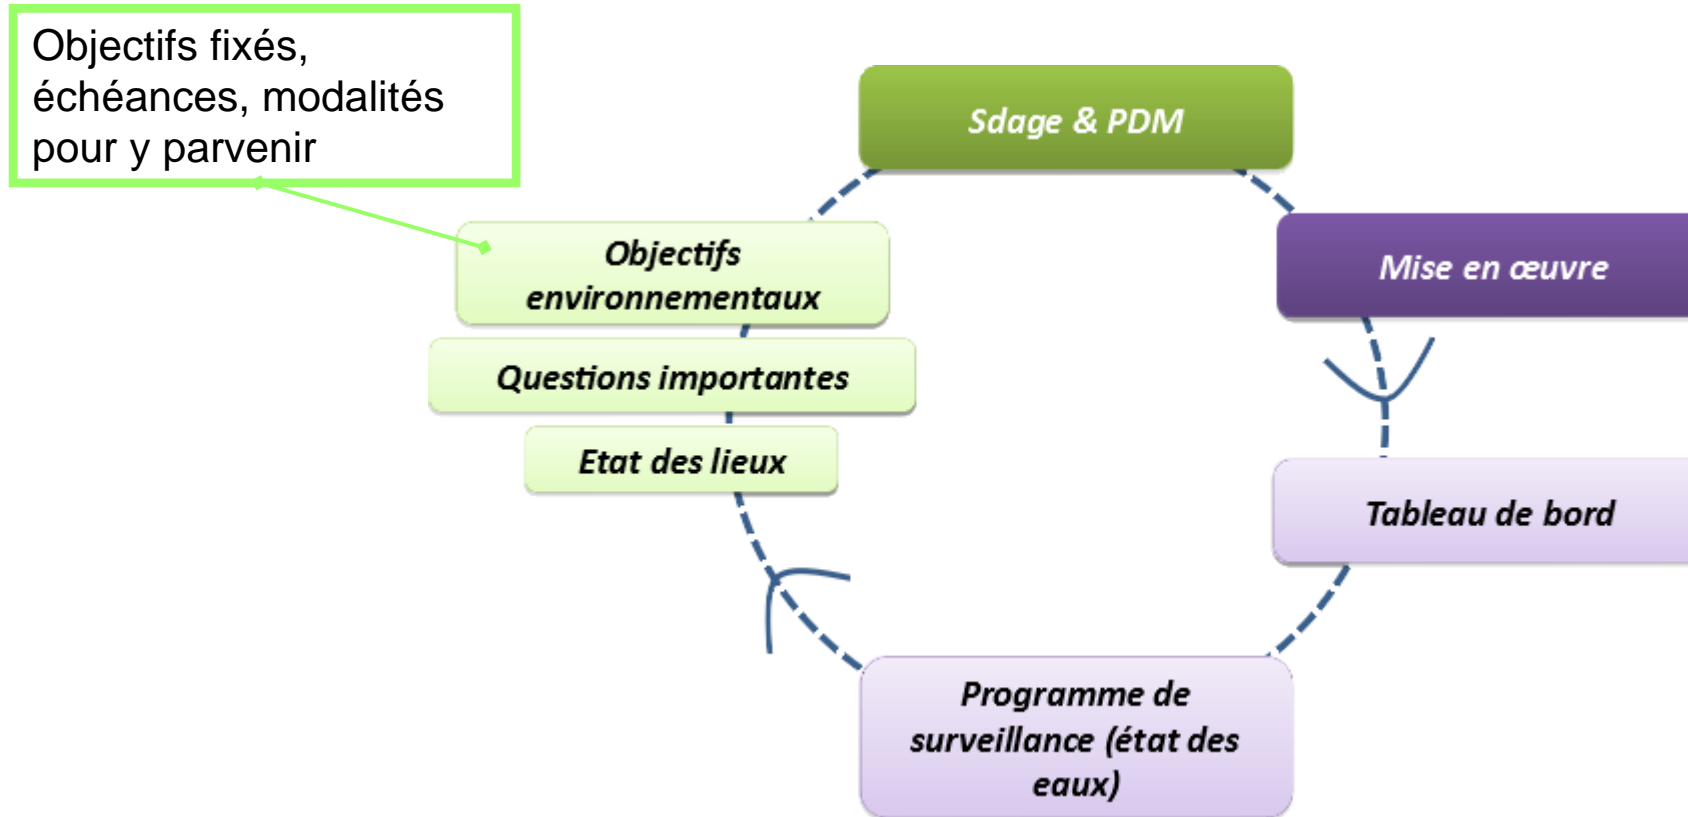 Objectifs fixés,
échéances, modalités
pour y parvenir
Sdage & PDM
Objectifs
environnementaux
Mise en œuvre
Questions importantes
Etat des lieux
Tableau de bord
Programme de
surveillance (état des
eaux)